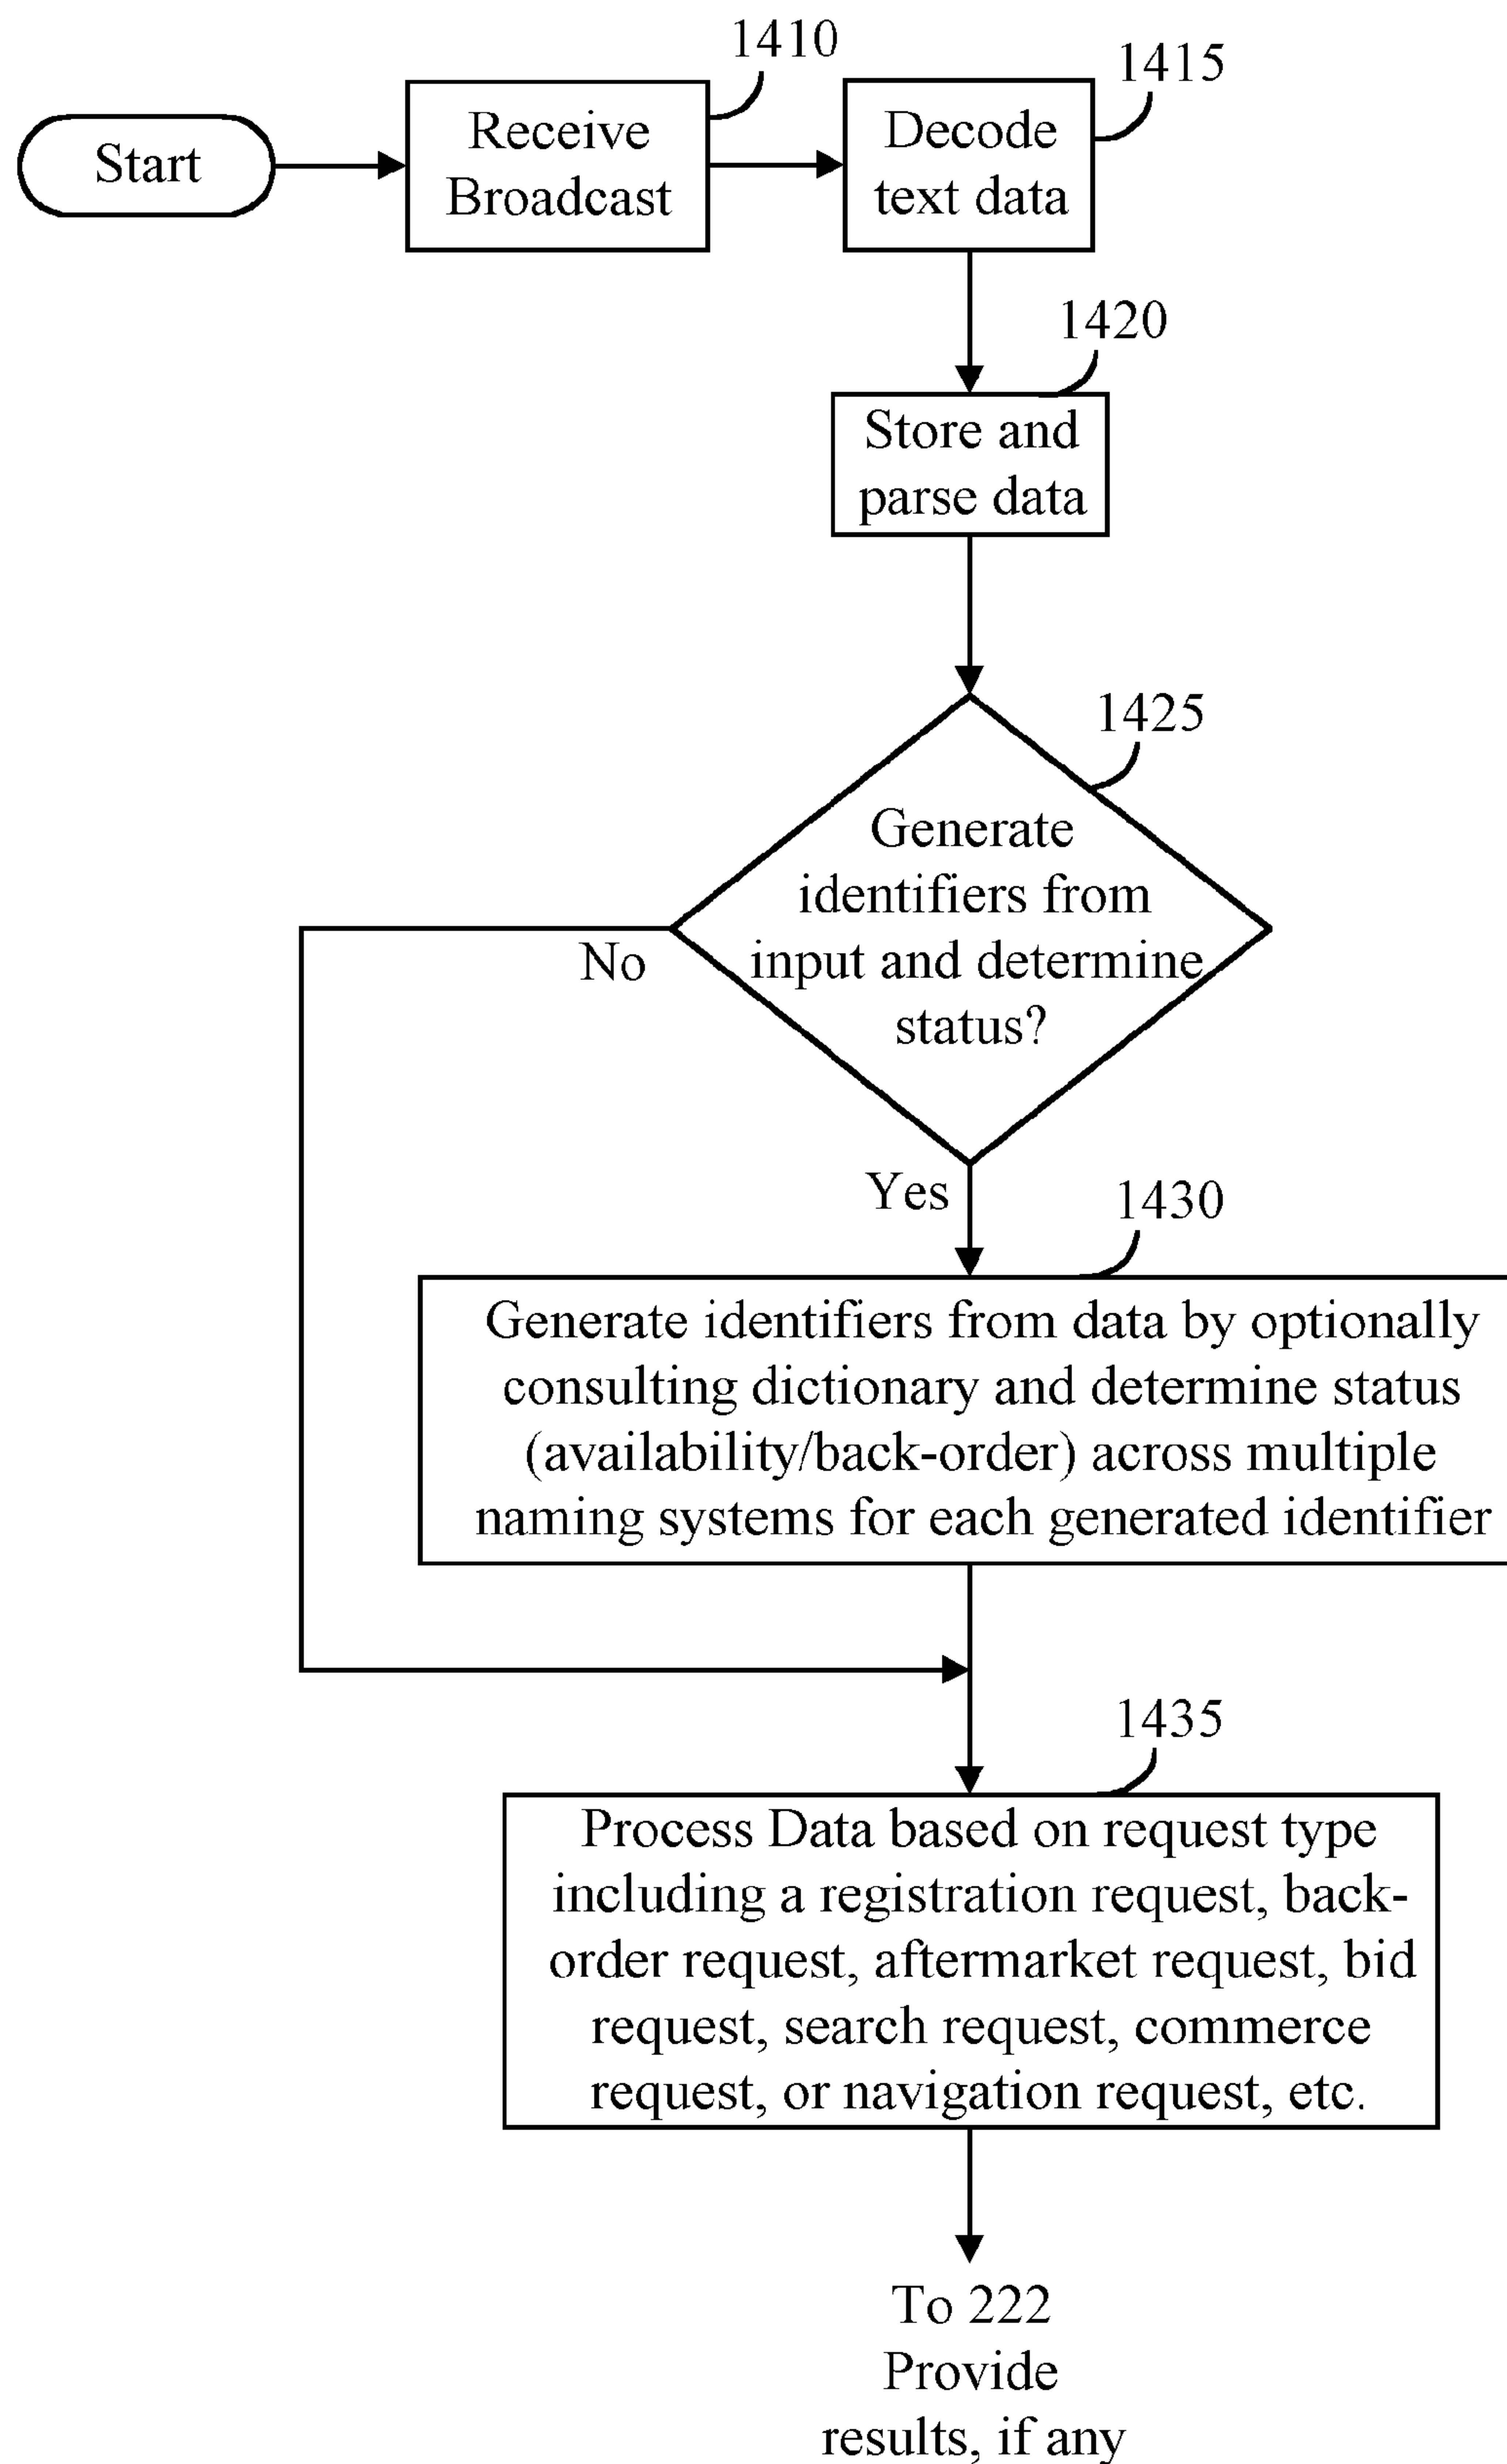 1410
1415
Start
Receive
Broadcast
Decode
text data
1420
Store and
parse data
1425
Generate
identifiers from
input and determine
status?
No
Yes
1430
Generate identifiers from data by optionally
consulting dictionary and determine status
(availability/back-order) across multiple
naming systems for each generated identifier
1435
Process Data based on request type
including a registration request, back-
order request, aftermarket request, bid
request, search request, commerce
request, or navigation request, etc.
To 222
Provide
results, if any